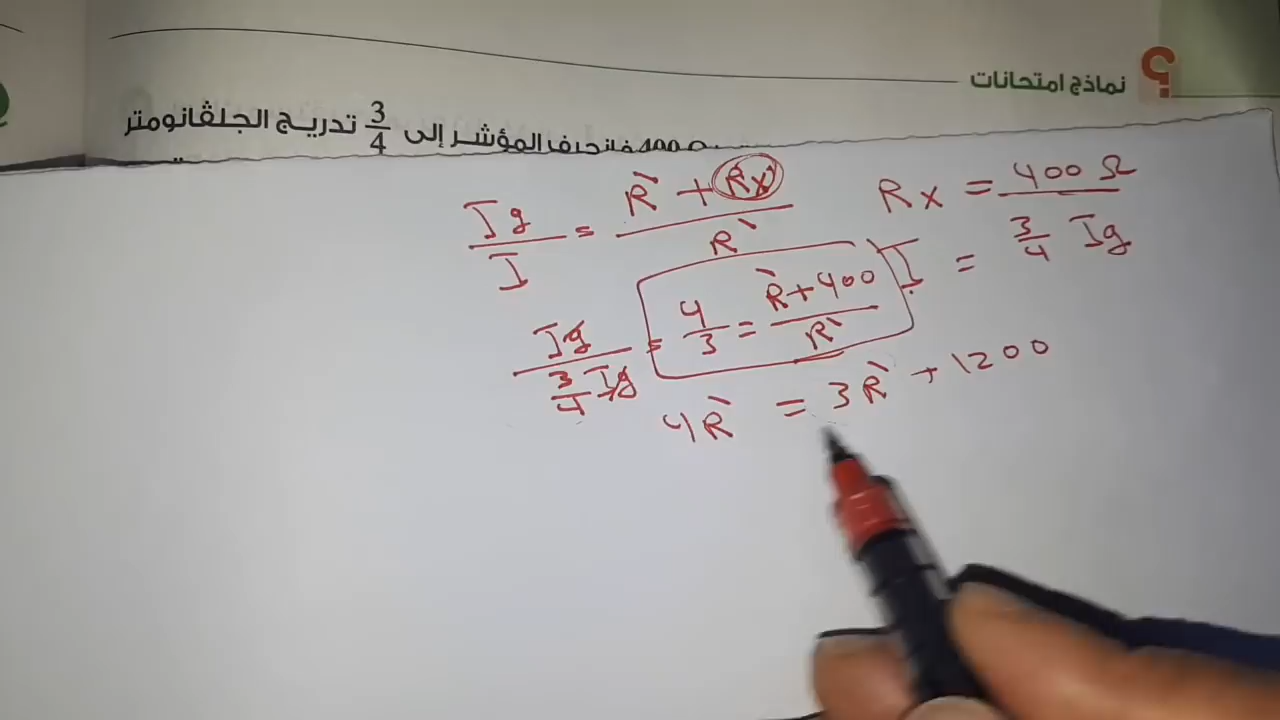 نماذج امتحانات
فانحرف المؤشر إلى 3/4 تدريج الجلڤانومتر
Ig/I = (R` + Rx)/R`
Rx = 400 Ω
I = 3/4 Ig
Ig/(3/4 Ig) = 4/3 = (R` + 400)/R`
4R` = 3R` + 1200